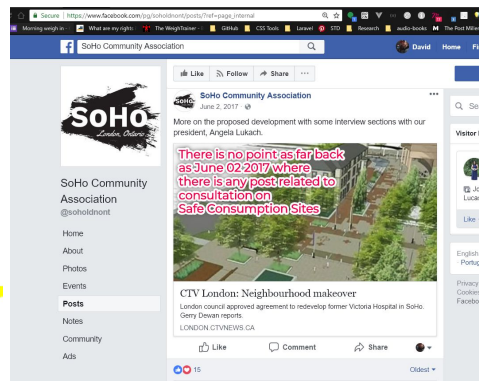 Secure https://www.facebook.com/pg/soholdnont/posts/?ref=page_internal
Morning weigh in
What are my rights
The WeighTrainer
GitHub
CSS Tools
Laravel
STD
Research
audio-books
The Post Millen
SoHo Community Association
David
Home
Like
Follow
Share
SoHo
London, Ontario
SoHo Community
Association
@soholdnont
Home
About
Photos
Events
Posts
Notes
Community
Ads
SoHo Community Association
June 2, 2017
More on the proposed development with some interview sections with our
president, Angela Lukach.
There is no point as far back
as June 02 2017 where
there is any post related to
consultation on
Safe Consumption Sites
CTV London: Neighbourhood makeover
London council approved agreement to redevelop former Victoria Hospital in SoHo.
Gerry Dewan reports.
LONDON.CTVNEWS.CA
Like
Comment
Share
15
Oldest
Visitor
Like
English
Portug
Privacy
Cookies
Facebo